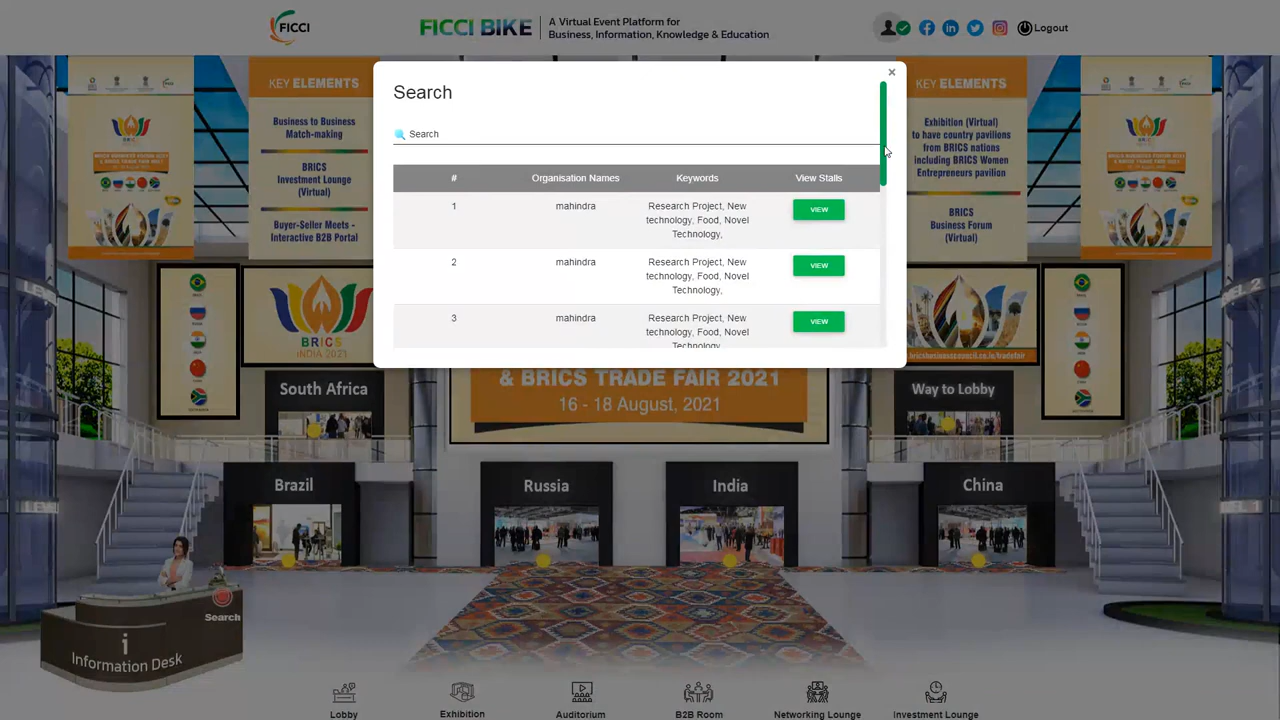 FICCI
FICCI BIKE
A Virtual Event Platform for
Business, Information, Knowledge & Education
Logout
KEY ELEMENTS
Business to Business
Match-making
BRICS
Investment Lounge
(Virtual)
Buyer-Seller Meets -
Interactive B2B Portal
×
Search
Search
# Organisation Names Keywords View Stalls
1 mahindra Research Project, New
technology, Food, Novel
Technology,
VIEW
2 mahindra Research Project, New
technology, Food, Novel
Technology,
VIEW
3 mahindra Research Project, New
technology, Food, Novel
Technology
VIEW
KEY ELEMENTS
Exhibition (Virtual)
to have country pavilions
from BRICS nations
including BRICS Women
Entrepreneurs pavilion
BRICS
Business Forum
(Virtual)
BRICS
BRICS
INDIA 2021
& BRICS TRADE FAIR 2021
16 - 18 August, 2021
South Africa
Way to Lobby
Brazil
Russia
India
China
Search
i
Information Desk
Lobby
Exhibition
Auditorium
B2B Room
Networking Lounge
Investment Lounge